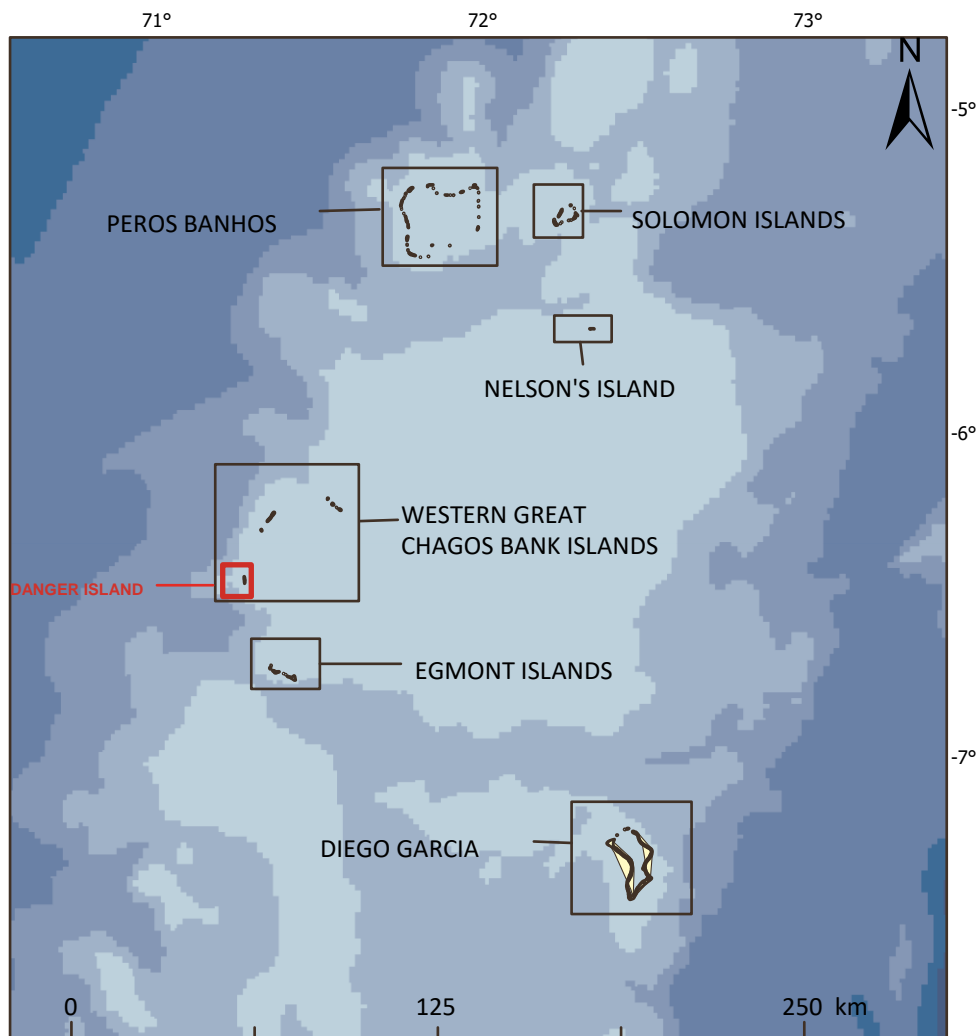 71° 72° 73°
N
-5°
PEROS BANHOS
SOLOMON ISLANDS
NELSON'S ISLAND
-6°
WESTERN GREAT
CHAGOS BANK ISLANDS
DANGER ISLAND
EGMONT ISLANDS
-7°
DIEGO GARCIA
0 125 250 km